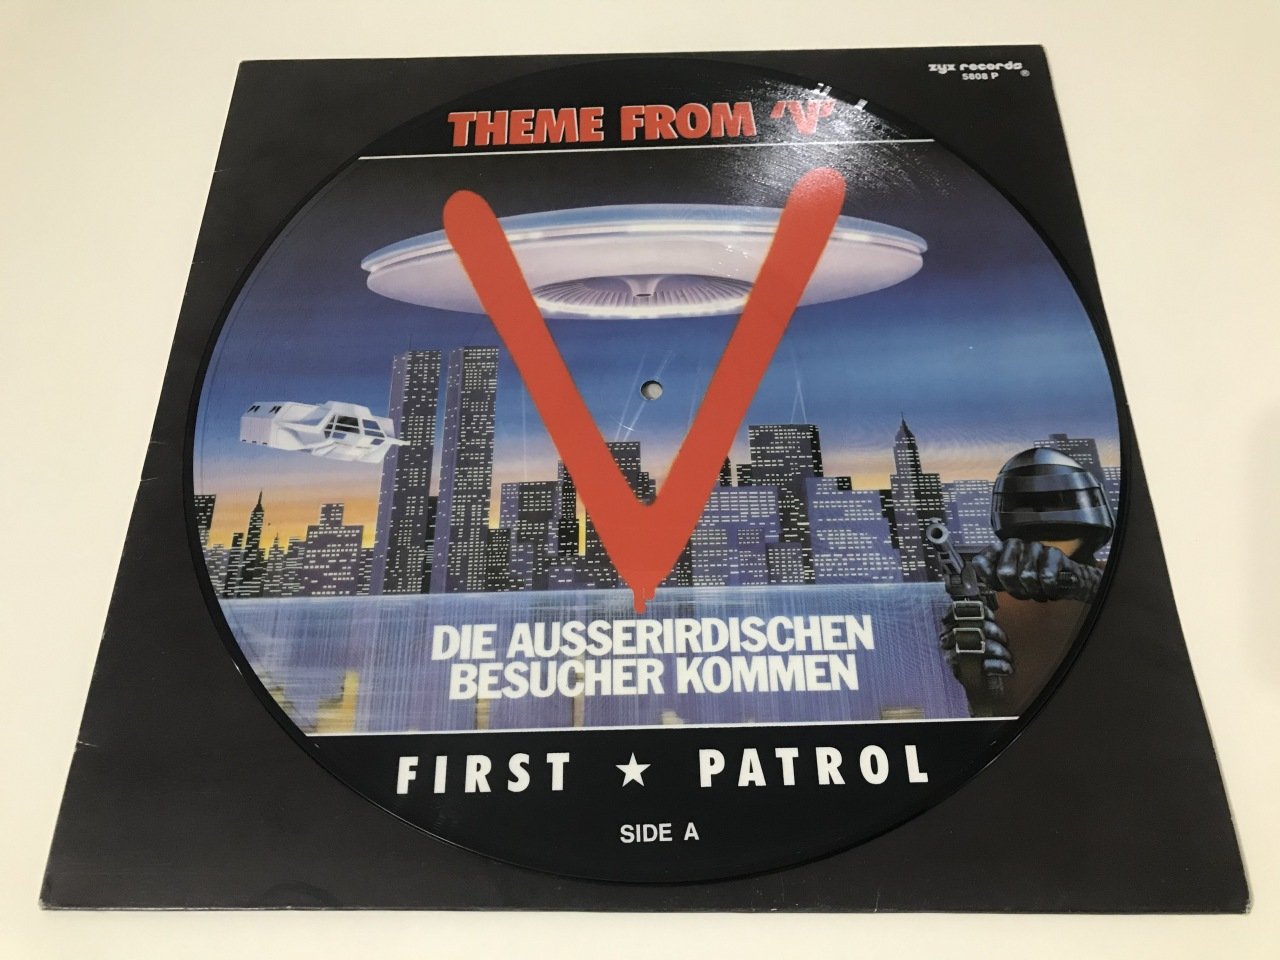 zyx records
5808 P
®
THEME FROM 'V'
V
DIE AUSSERIRDISCHEN
BESUCHER KOMMEN
FIRST ★ PATROL
SIDE A